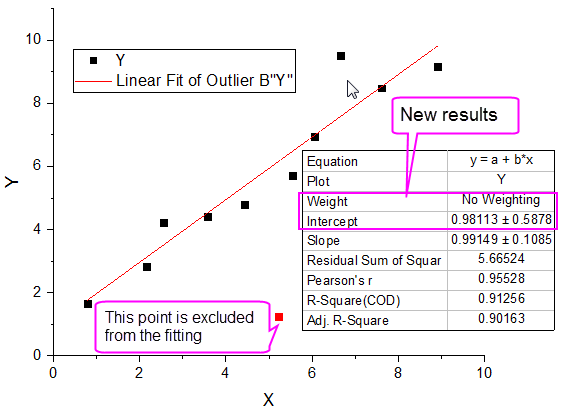 10
8
6
4
2
0
Y
Y
Linear Fit of Outlier B"Y"
New results
Equation y = a + b*x
Plot Y
Weight No Weighting
Intercept 0.98113 ± 0.5878
Slope 0.99149 ± 0.1085
Residual Sum of Squar 5.66524
Pearson's r 0.95528
R-Square(COD) 0.91256
Adj. R-Square 0.90163
This point is excluded
from the fitting
0 2 4 6 8 10
X